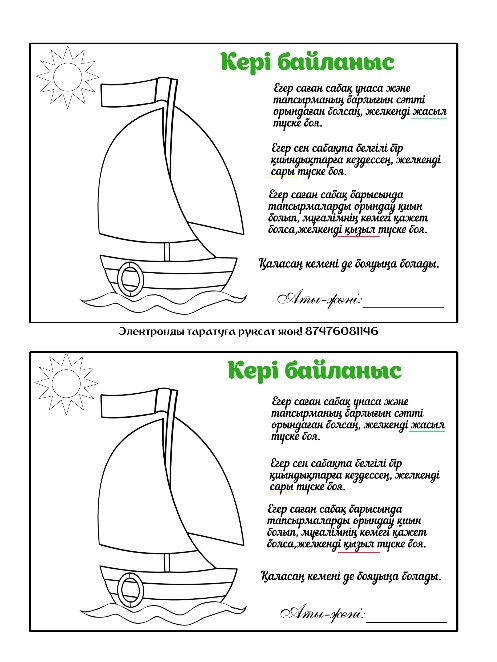 Кері байланыс
Егер саған сабақ ұнаса және
тапсырманың барлығын сәтті
орындаған болсаң, желкенді жасыл
түске боя.
Егер сен сабақта белгілі бір
қиындықтарға кездессең, желкенді
сары түске боя.
Егер саған сабақ барысында
тапсырмаларды орындау қиын
болып, мұғалімнің көмегі қажет
болса,желкенді қызыл түске боя.
Қаласаң кемені де бояуыңа болады.
Аты-жөні:____________
Электронды таратуға рұқсат жоқ! 87476081146
Кері байланыс
Егер саған сабақ ұнаса және
тапсырманың барлығын сәтті
орындаған болсаң, желкенді жасыл
түске боя.
Егер сен сабақта белгілі бір
қиындықтарға кездессең, желкенді
сары түске боя.
Егер саған сабақ барысында
тапсырмаларды орындау қиын
болып, мұғалімнің көмегі қажет
болса,желкенді қызыл түске боя.
Қаласаң кемені де бояуыңа болады.
Аты-жөні:____________